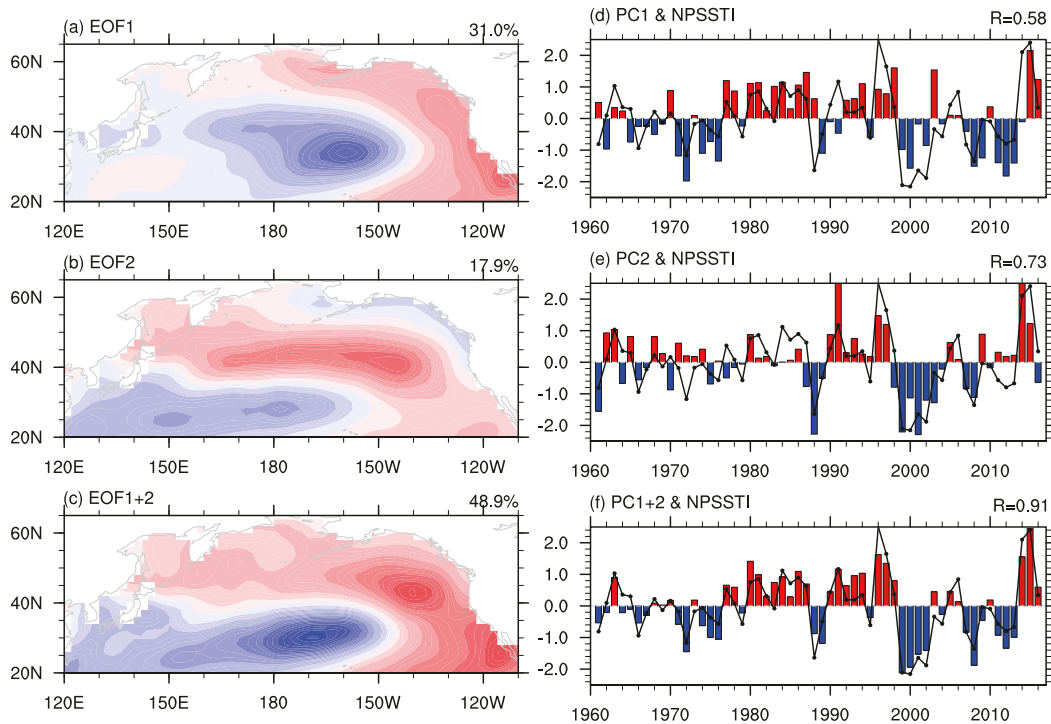 (a) EOF1 31.0%
60N
40N
20N
120E 150E 180 150W 120W
(b) EOF2 17.9%
60N
40N
20N
120E 150E 180 150W 120W
(c) EOF1+2 48.9%
60N
40N
20N
120E 150E 180 150W 120W
(d) PC1 & NPSSTI R=0.58
2.0
1.0
0.0
-1.0
-2.0
1960 1970 1980 1990 2000 2010
(e) PC2 & NPSSTI R=0.73
2.0
1.0
0.0
-1.0
-2.0
1960 1970 1980 1990 2000 2010
(f) PC1+2 & NPSSTI R=0.91
2.0
1.0
0.0
-1.0
-2.0
1960 1970 1980 1990 2000 2010